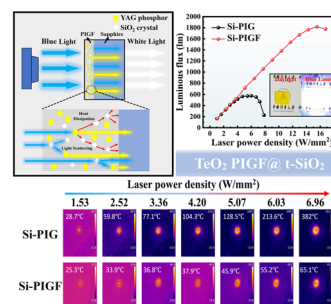 YAG phosphor
SiO2 crystal
PIGF Sapphire
Blue Light
White Light
Heat Dissipation
Light Scattering
Si-PIG
Si-PIGF
Luminous flux (lm)
2000
1500
1000
500
0
0 2 4 6 8 10 12 14 16
Daylight
Blue Laser
Laser power density (W/mm2)
TeO2 PIGF@ t-SiO2
Laser power density (W/mm2)
1.53 2.52 3.36 4.20 5.07 6.03 6.96
Si-PIG
28.7°C 59.8°C 77.1°C 104.3°C 128.5°C 213.6°C 382°C
Si-PIGF
25.3°C 33.9°C 36.8°C 37.9°C 45.9°C 55.2°C 65.1°C